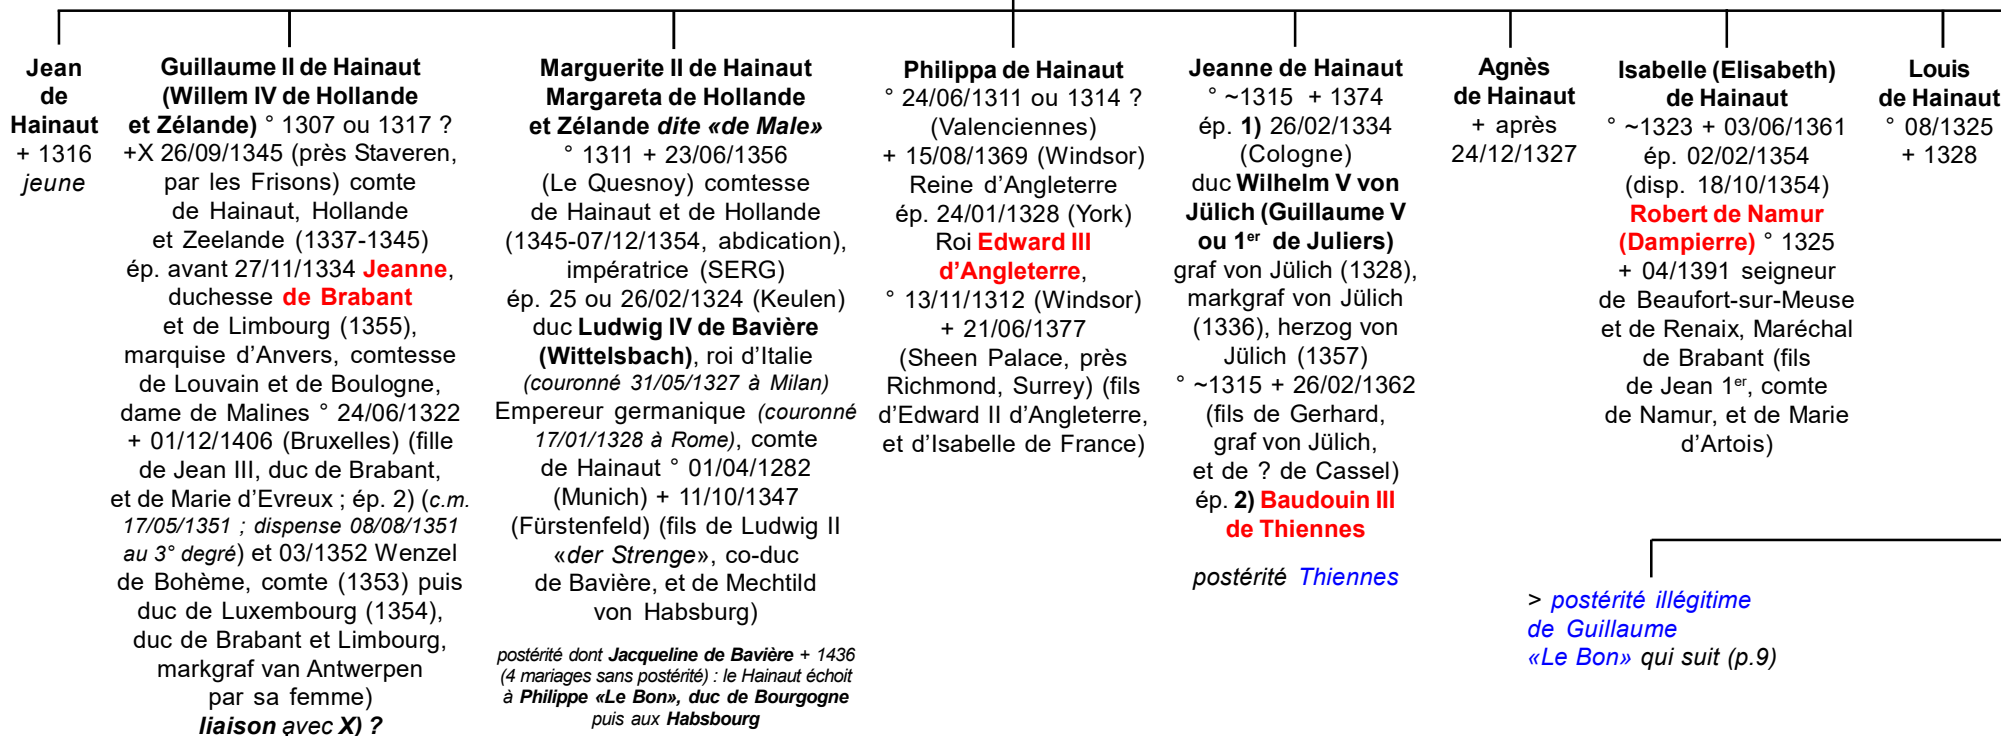 Jean
de
Hainaut
+ 1316
jeune
Guillaume II de Hainaut
(Willem IV de Hollande
et Zélande) ° 1307 ou 1317 ?
+X 26/09/1345 (près Staveren,
par les Frisons) comte
de Hainaut, Hollande
et Zeelande (1337-1345)
ép. avant 27/11/1334 Jeanne,
duchesse de Brabant
et de Limbourg (1355),
marquise d’Anvers, comtesse
de Louvain et de Boulogne,
dame de Malines ° 24/06/1322
+ 01/12/1406 (Bruxelles) (fille
de Jean III, duc de Brabant,
et de Marie d’Evreux ; ép. 2) (c.m.
17/05/1351 ; dispense 08/08/1351
au 3° degré) et 03/1352 Wenzel
de Bohème, comte (1353) puis
duc de Luxembourg (1354),
duc de Brabant et Limbourg,
markgraf van Antwerpen
par sa femme)
liaison avec X) ?
Marguerite II de Hainaut
Margareta de Hollande
et Zélande dite «de Male»
° 1311 + 23/06/1356
(Le Quesnoy) comtesse
de Hainaut et de Hollande
(1345-07/12/1354, abdication),
impératrice (SERG)
ép. 25 ou 26/02/1324 (Keulen)
duc Ludwig IV de Bavière
(Wittelsbach), roi d’Italie
(couronné 31/05/1327 à Milan)
Empereur germanique (couronné
17/01/1328 à Rome), comte
de Hainaut ° 01/04/1282
(Munich) + 11/10/1347
(Fürstenfeld) (fils de Ludwig II
«der Strenge», co-duc
de Bavière, et de Mechtild
von Habsburg)
postérité dont Jacqueline de Bavière + 1436
(4 mariages sans postérité) : le Hainaut échoit
à Philippe «Le Bon», duc de Bourgogne
puis aux Habsbourg
Philippa de Hainaut
° 24/06/1311 ou 1314 ?
(Valenciennes)
+ 15/08/1369 (Windsor)
Reine d’Angleterre
ép. 24/01/1328 (York)
Roi Edward III
d’Angleterre,
° 13/11/1312 (Windsor)
+ 21/06/1377
(Sheen Palace, près
Richmond, Surrey) (fils
d’Edward II d’Angleterre,
et d’Isabelle de France)
Jeanne de Hainaut
° ~1315 + 1374
ép. 1) 26/02/1334
(Cologne)
duc Wilhelm V von
Jülich (Guillaume V
ou 1er de Juliers)
graf von Jülich (1328),
markgraf von Jülich
(1336), herzog von
Jülich (1357)
° ~1315 + 26/02/1362
(fils de Gerhard,
graf von Jülich,
et de ? de Cassel)
ép. 2) Baudouin III
de Thiennes
postérité Thiennes
Agnès
de Hainaut
+ après
24/12/1327
Isabelle (Elisabeth)
de Hainaut
° ~1323 + 03/06/1361
ép. 02/02/1354
(disp. 18/10/1354)
Robert de Namur
(Dampierre) ° 1325
+ 04/1391 seigneur
de Beaufort-sur-Meuse
et de Renaix, Maréchal
de Brabant (fils
de Jean 1er, comte
de Namur, et de Marie
d’Artois)
Louis
de Hainaut
° 08/1325
+ 1328
> postérité illégitime
de Guillaume
«Le Bon» qui suit (p.9)